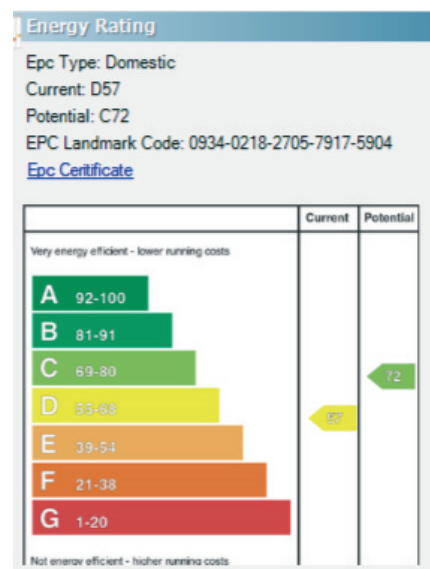 Energy Rating
Epc Type: Domestic
Current: D57
Potential: C72
EPC Landmark Code: 0934-0218-2705-7917-5904
Epc Ceritificate
Current Potential
Very energy efficient - lower running costs
A 92-100
B 81-91
C 69-80
72
D 55-68
57
E 39-54
F 21-38
G 1-20
Not energy efficient - higher running costs